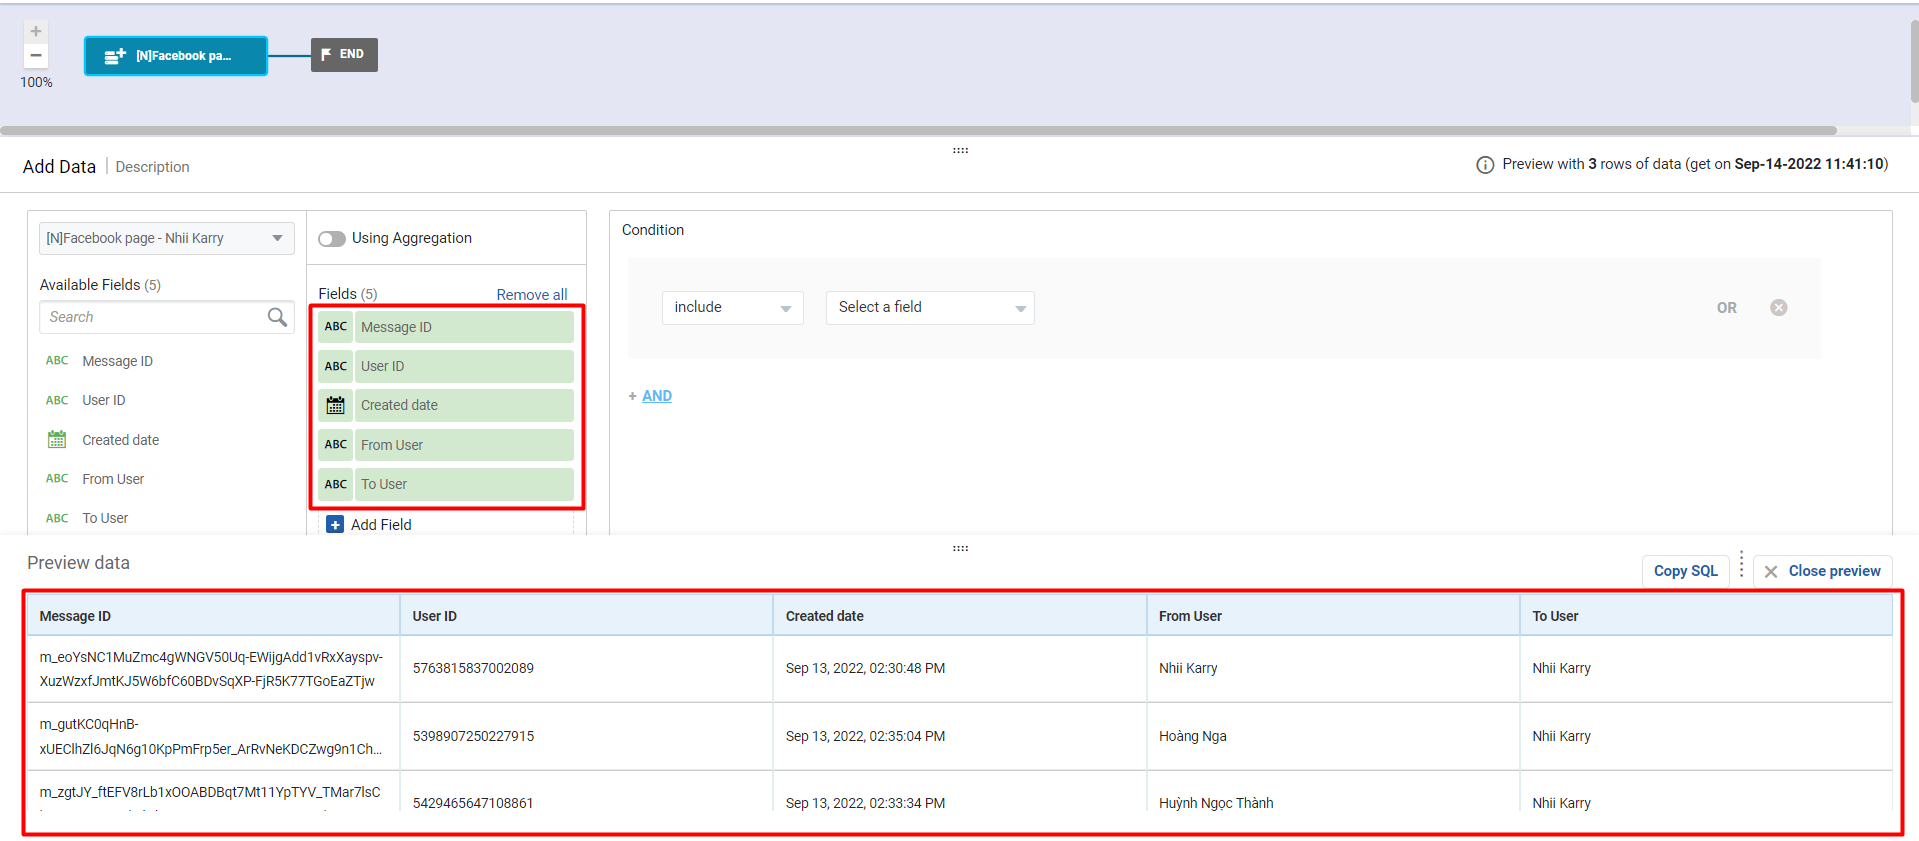 +
−
100%
[N]Facebook pa...
END
Add Data
Description
Preview with 3 rows of data (get on Sep-14-2022 11:41:10)
[N]Facebook page - Nhii Karry
Available Fields (5)
Search
ABC Message ID
ABC User ID
Created date
ABC From User
ABC To User
Using Aggregation
Fields (5) Remove all
ABC Message ID
ABC User ID
Created date
ABC From User
ABC To User
+ Add Field
Condition
include Select a field OR
+ AND
Preview data
Copy SQL
Close preview
Message ID User ID Created date From User To User
m_eoYsNC1MuZmc4gWNGV50Uq-EWijgAdd1vRxXayspv-
XuzWzxfJmtKJ5W6bfC60BDvSqXP-FjR5K77TGoEaZTjw
5763815837002089 Sep 13, 2022, 02:30:48 PM Nhii Karry Nhii Karry
m_gutKC0qHnB-
xUEClhZl6JqN6g10KpPmFrp5er_ArRvNeKDCZwg9n1Ch...
5398907250227915 Sep 13, 2022, 02:35:04 PM Hoàng Nga Nhii Karry
m_zgtJY_ftEFV8rLb1xOOABDBqt7Mt11YpTYV_TMar7lsC
5429465647108861 Sep 13, 2022, 02:33:34 PM Huỳnh Ngọc Thành Nhii Karry